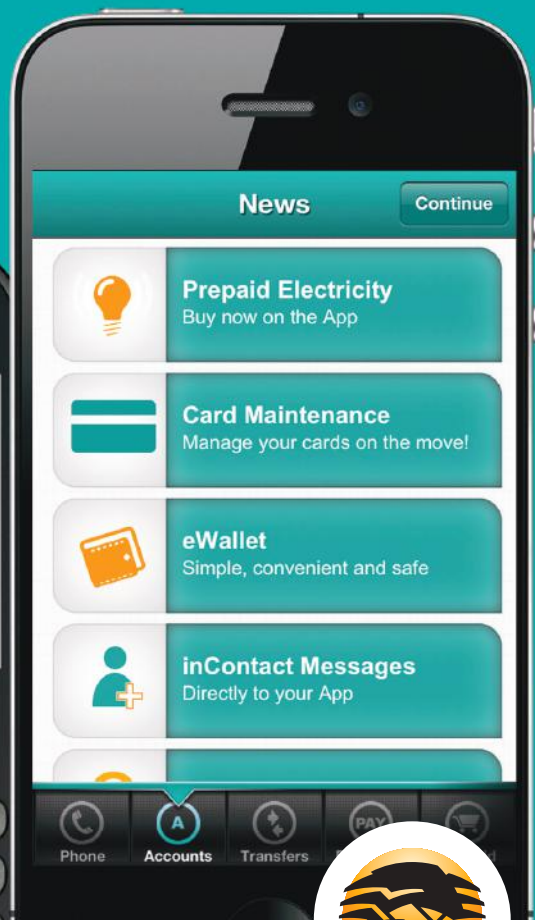 News
Continue
Prepaid Electricity
Buy now on the App
Card Maintenance
Manage your cards on the move!
eWallet
Simple, convenient and safe
inContact Messages
Directly to your App
A
PAY
Phone
Accounts
Transfers